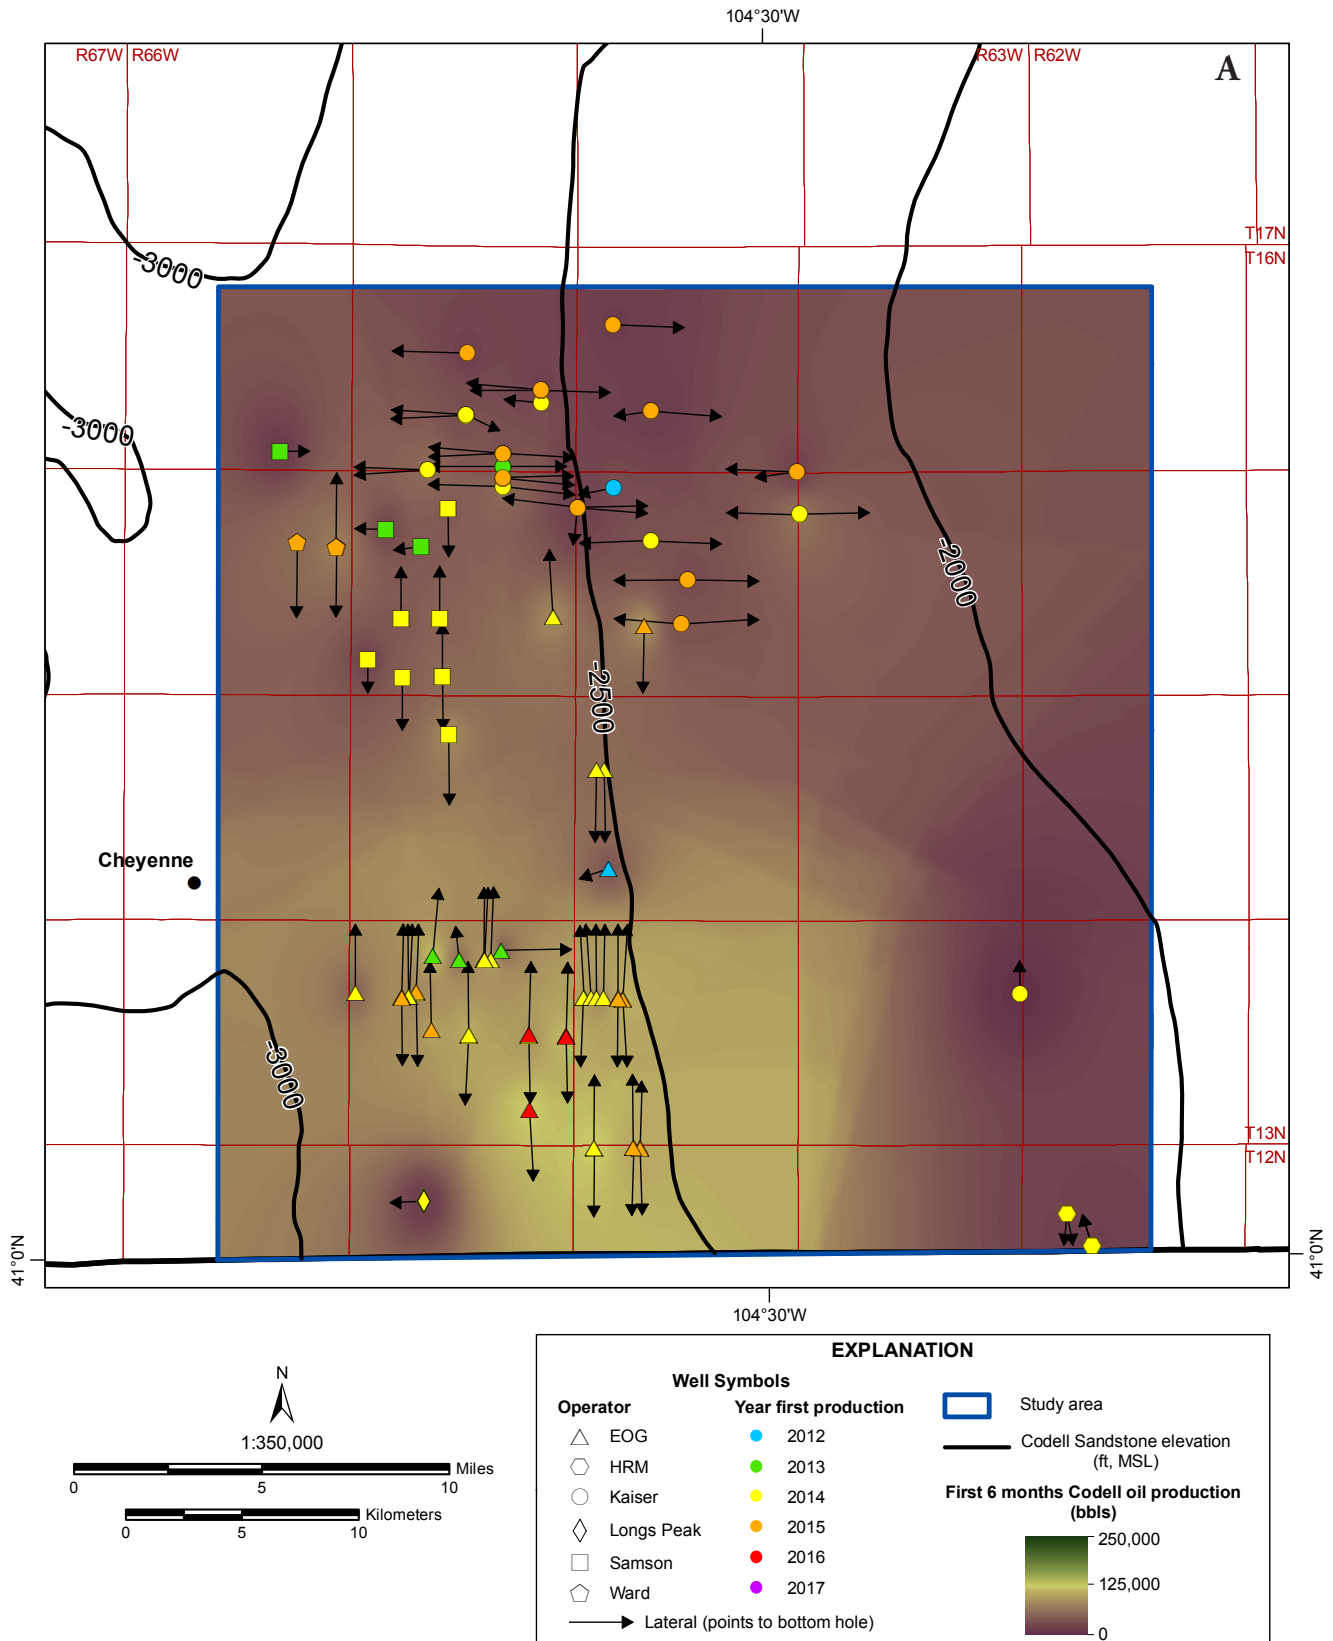 104°30'W
R67W R66W
R63W R62W
A
T17N
T16N
-3000
-3000
-2000
-2500
Cheyenne
-3000
T13N
T12N
41°0'N
41°0'N
104°30'W
N
1:350,000
Miles
0 5 10
Kilometers
0 5 10
EXPLANATION
Well Symbols
Operator
EOG
HRM
Kaiser
Longs Peak
Samson
Ward
Lateral (points to bottom hole)
Year first production
2012
2013
2014
2015
2016
2017
Study area
Codell Sandstone elevation
(ft, MSL)
First 6 months Codell oil production
(bbls)
250,000
125,000
0